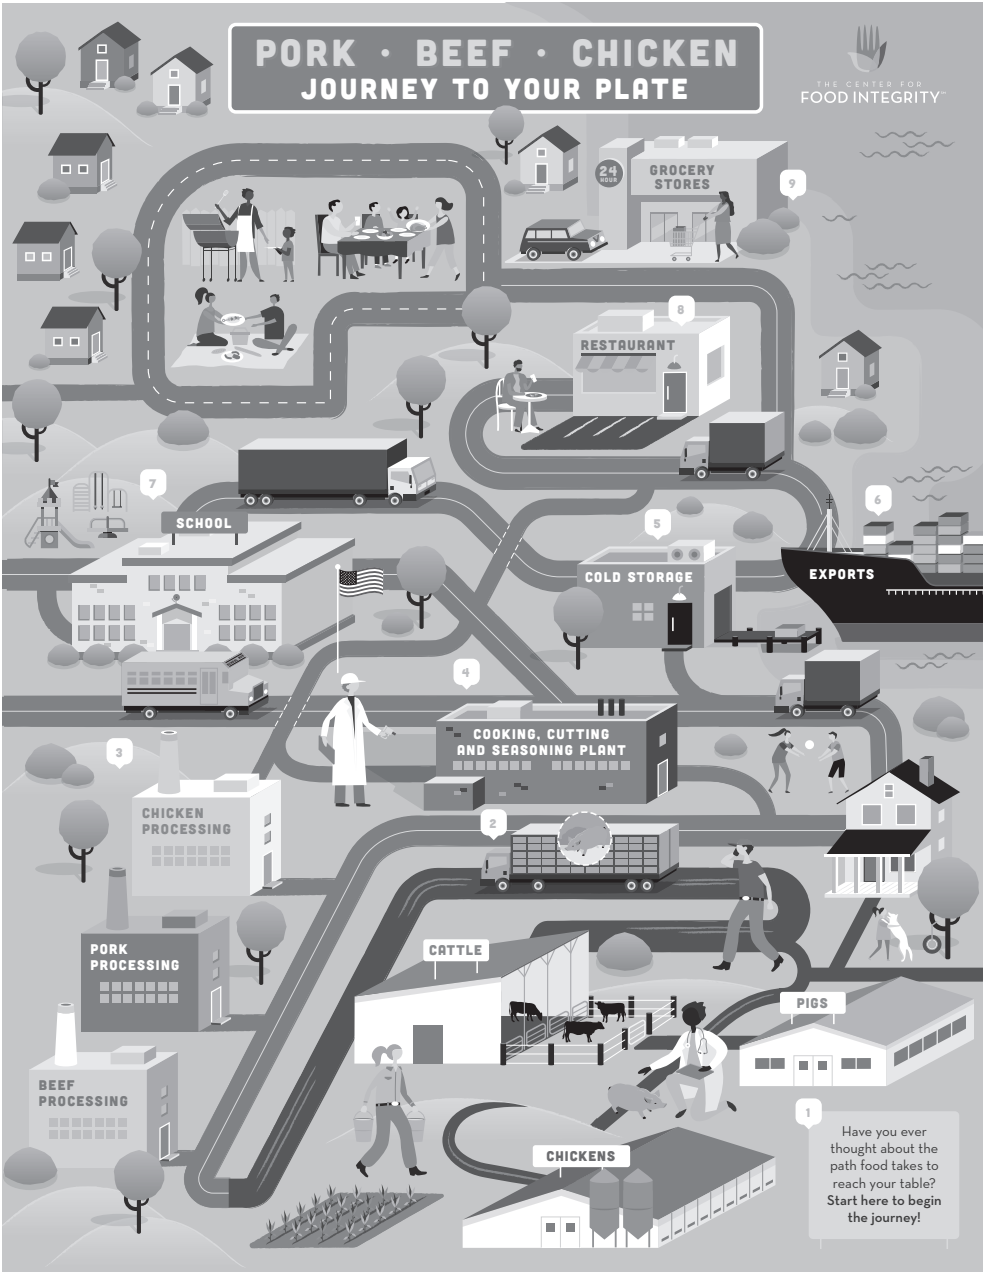 PORK • BEEF • CHICKEN
JOURNEY TO YOUR PLATE
THE CENTER FOR
FOOD INTEGRITY
24
HOUR
GROCERY
STORES
9
8
RESTAURANT
7
SCHOOL
6
5
COLD STORAGE
EXPORTS
4
COOKING, CUTTING
AND SEASONING PLANT
3
CHICKEN
PROCESSING
2
PORK
PROCESSING
CATTLE
PIGS
BEEF
PROCESSING
CHICKENS
1
Have you ever
thought about the
path food takes to
reach your table?
Start here to begin
the journey!